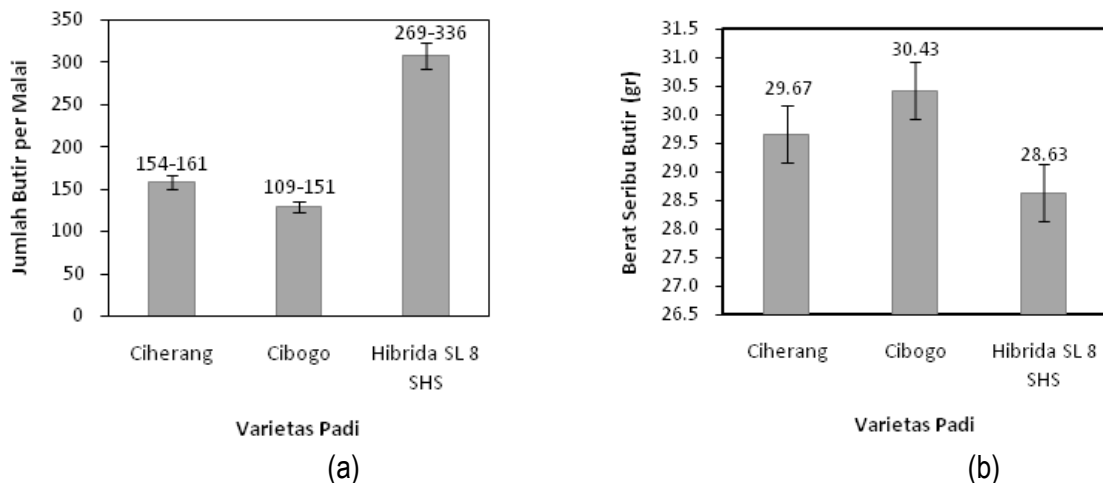 Jumlah Butir per Malai
350
300
250
200
150
100
50
0
154-161
109-151
269-336
Ciherang
Cibogo
Hibrida SL 8
SHS
Varietas Padi
(a)
Berat Seribu Butir (gr)
31.5
31.0
30.5
30.0
29.5
29.0
28.5
28.0
27.5
27.0
26.5
29.67
30.43
28.63
Ciherang
Cibogo
Hibrida SL 8
SHS
Varietas Padi
(b)